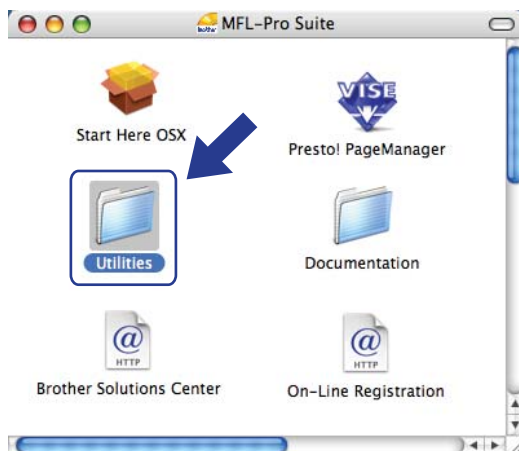 brother MFL-Pro Suite
Start Here OSX
VISE
Presto! PageManager
Utilities
Documentation
@
HTTP
@
HTTP
Brother Solutions Center
On-Line Registration